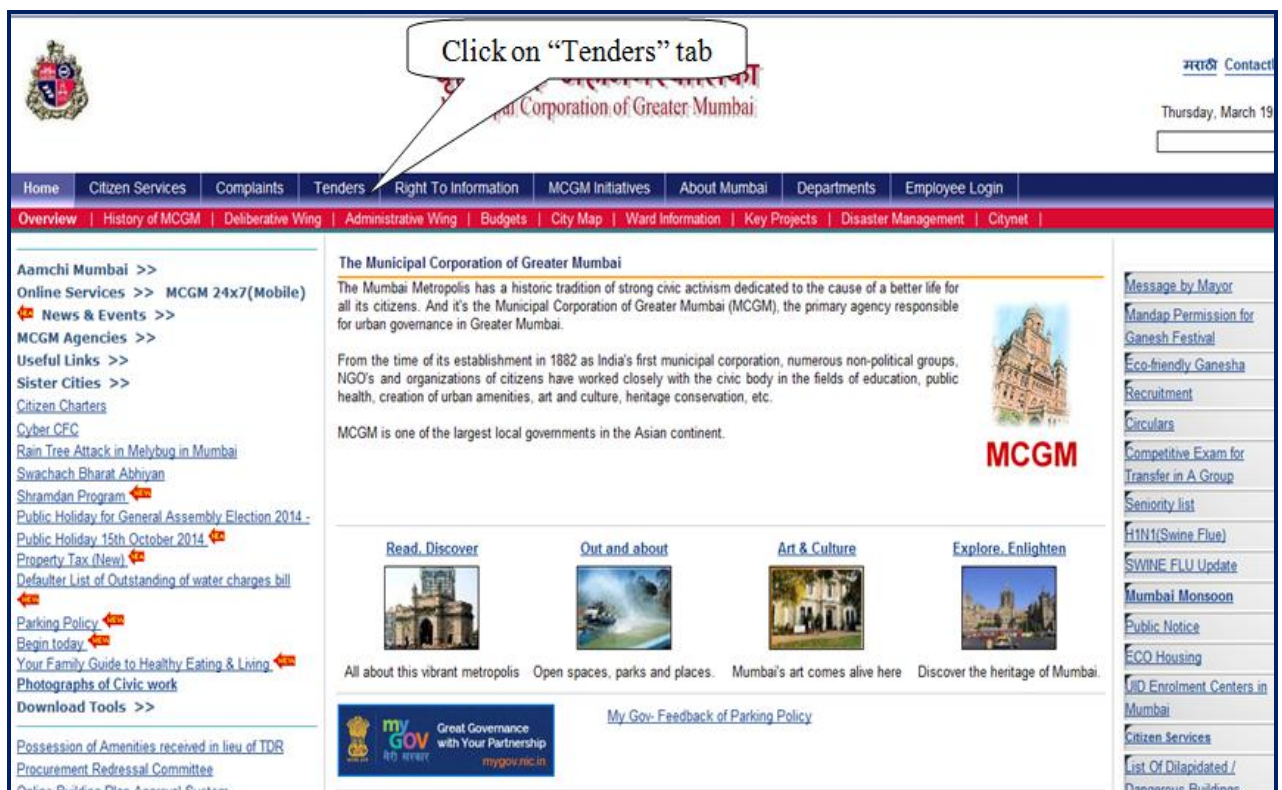 Click on “Tenders” tab
Corporation of Greater Mumbai
मराठी
Thursday, March 19
Home Citizen Services Complaints Tenders Right To Information MCGM Initiatives About Mumbai Departments Employee Login
Overview | History of MCGM | Deliberative Wing | Administrative Wing | Budgets | City Map | Ward Information | Key Projects | Disaster Management | Citynet |
Aamchi Mumbai >>
Online Services >> MCGM 24x7(Mobile)
NEW News & Events >>
MCGM Agencies >>
Useful Links >>
Sister Cities >>
Citizen Charters
Cyber CFC
Rain Tree Attack in Melybug in Mumbai
Swachach Bharat Abhiyan
Shramdan Program NEW
Public Holiday for General Assembly Election 2014 -
Public Holiday 15th October 2014 NEW
Property Tax (New) NEW
Defaulter List of Outstanding of water charges bill
NEW
Parking Policy NEW
Begin today NEW
Your Family Guide to Healthy Eating & Living NEW
Photographs of Civic work
Download Tools >>
Possession of Amenities received in lieu of TDR
Procurement Redressal Committee
Online Building Plan Approval System
The Municipal Corporation of Greater Mumbai
The Mumbai Metropolis has a historic tradition of strong civic activism dedicated to the cause of a better life for
all its citizens. And it's the Municipal Corporation of Greater Mumbai (MCGM), the primary agency responsible
for urban governance in Greater Mumbai.
From the time of its establishment in 1882 as India's first municipal corporation, numerous non-political groups,
NGO's and organizations of citizens have worked closely with the civic body in the fields of education, public
health, creation of urban amenities, art and culture, heritage conservation, etc.
MCGM is one of the largest local governments in the Asian continent.
MCGM
Read, Discover
Out and about
Art & Culture
Explore, Enlighten
All about this vibrant metropolis
Open spaces, parks and places.
Mumbai's art comes alive here
Discover the heritage of Mumbai.
my GOV
मेरी सरकार
Great Governance
with Your Partnership
mygov.nic.in
My Gov- Feedback of Parking Policy
Message by Mayor
Mandap Permission for
Ganesh Festival
Eco-friendly Ganesha
Recruitment
Circulars
Competitive Exam for
Transfer in A Group
Seniority list
H1N1(Swine Flue)
SWINE FLU Update
Mumbai Monsoon
Public Notice
ECO Housing
UID Enrolment Centers in
Mumbai
Citizen Services
List Of Dilapidated /
Dangerous Buildings